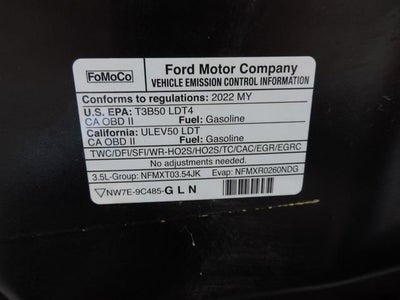 FoMoCo
Ford Motor Company
VEHICLE EMISSION CONTROL INFORMATION
Conforms to regulations: 2022 MY
U.S. EPA: T3B50 LDT4
CA OBD II Fuel: Gasoline
California: ULEV50 LDT
CA OBD II Fuel: Gasoline
TWC/DFI/SFI/WR-HO2S/HO2S/TC/CAC/EGR/EGRC
No adjustments needed.
3.5L-Group: NFMXT03.54JK Evap: NFMXR0260NDG
NW7E-9C485-GLN